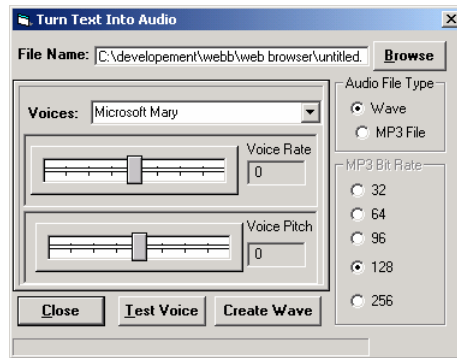 Turn Text Into Audio
File Name: C:\developement\webb\web browser\untitled. Browse
Audio File Type
Voices: Microsoft Mary
Wave
MP3 File
Voice Rate
0
MP3 Bit Rate
32
64
Voice Pitch
96
0
128
256
Close Test Voice Create Wave